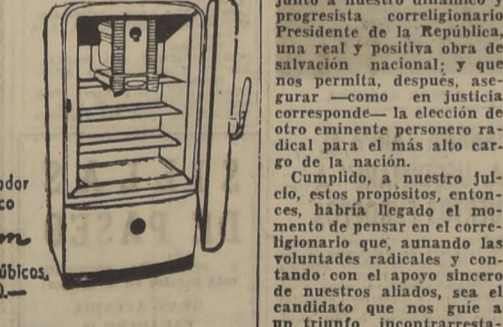 ador
co
úblicos,
0.—
junto a nuestro dinámico y
progresista correligionario
Presidente de la República,
una real y positiva obra de
salvación nacional; y que
nos permita, después, ase-
gurar —como en justicia
corresponde— la elección de
otro eminente personero ra-
dical para el más alto car-
go de la nación.
Cumplido, a nuestro jui-
cio, estos propósitos, enton-
ces, habría llegado el mo-
mento de pensar en el corre-
ligionario que, aunando las
voluntades radicales y con-
tando con el apoyo sincero
de nuestros aliados, sea el
candidato que nos guíe a
un triunfo incontrarresta-